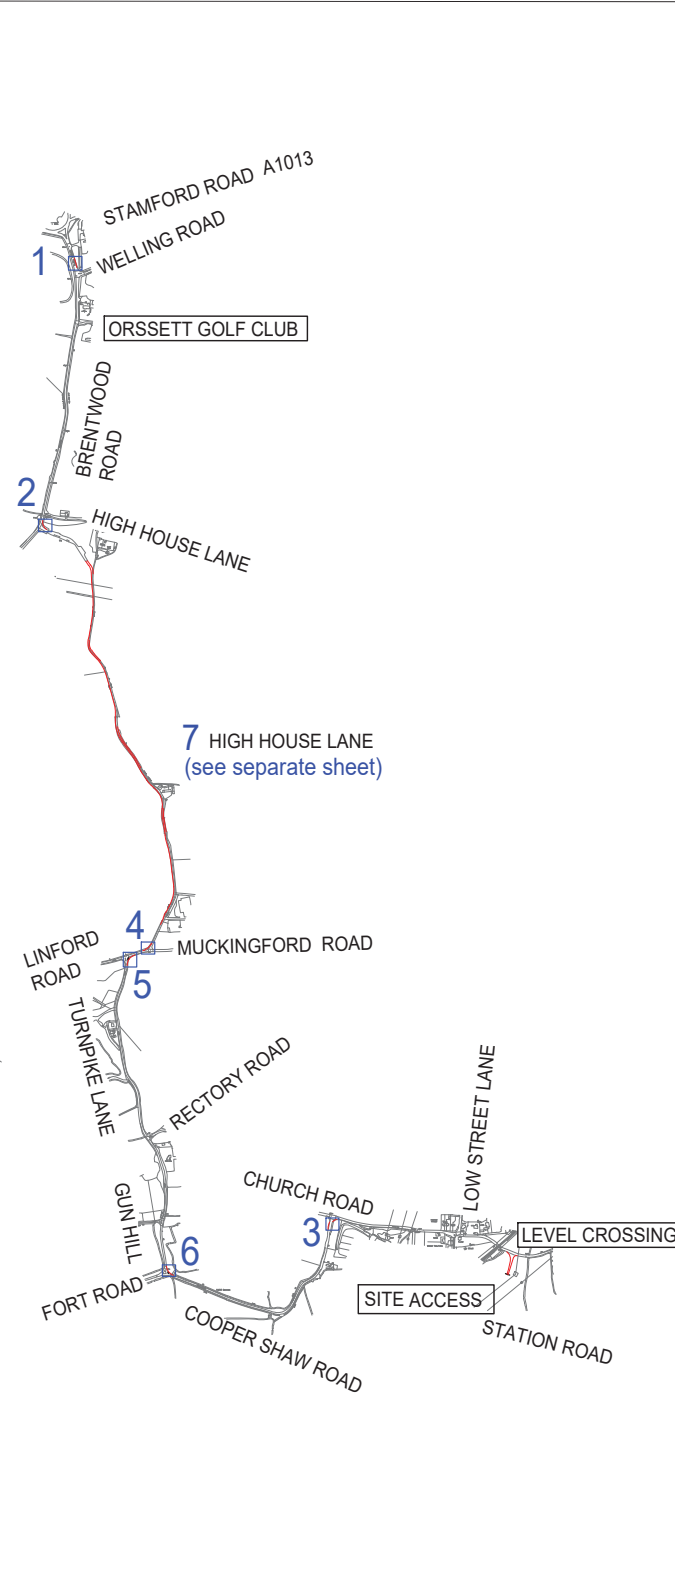 STAMFORD ROAD A1013
WELLING ROAD
1
ORSSETT GOLF CLUB
BRENTWOOD
ROAD
2
HIGH HOUSE LANE
7 HIGH HOUSE LANE
(see separate sheet)
4
MUCKINGFORD ROAD
LINFORD
ROAD
5
TURNPIKE LANE
RECTORY ROAD
LOW STREET LANE
CHURCH ROAD
3
LEVEL CROSSING
GUN HILL
6
FORT ROAD
SITE ACCESS
COOPER SHAW ROAD
STATION ROAD